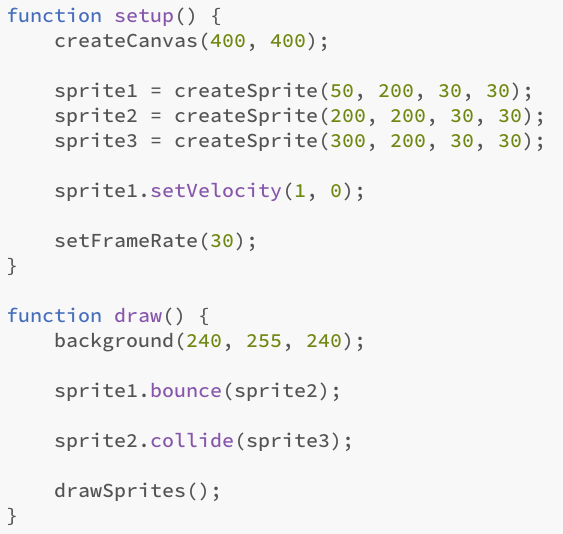 function setup() {
    createCanvas(400, 400);

    sprite1 = createSprite(50, 200, 30, 30);
    sprite2 = createSprite(200, 200, 30, 30);
    sprite3 = createSprite(300, 200, 30, 30);

    sprite1.setVelocity(1, 0);

    setFrameRate(30);
}

function draw() {
    background(240, 255, 240);

    sprite1.bounce(sprite2);

    sprite2.collide(sprite3);

    drawSprites();
}